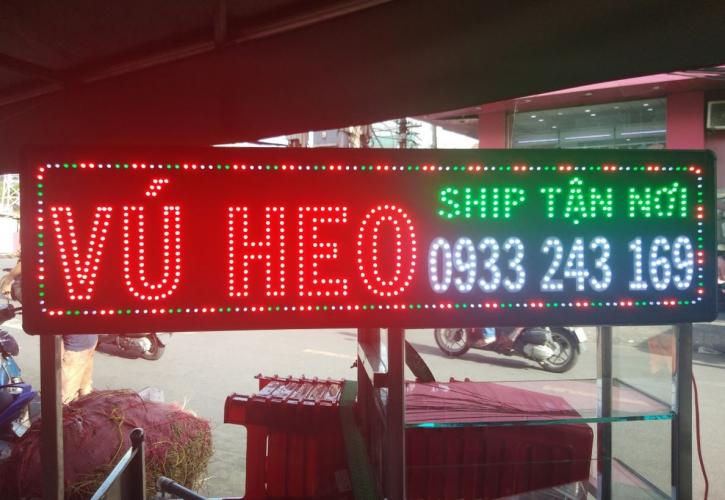 VÚ HEO
SHIP TẬN NƠI
0933 243 169